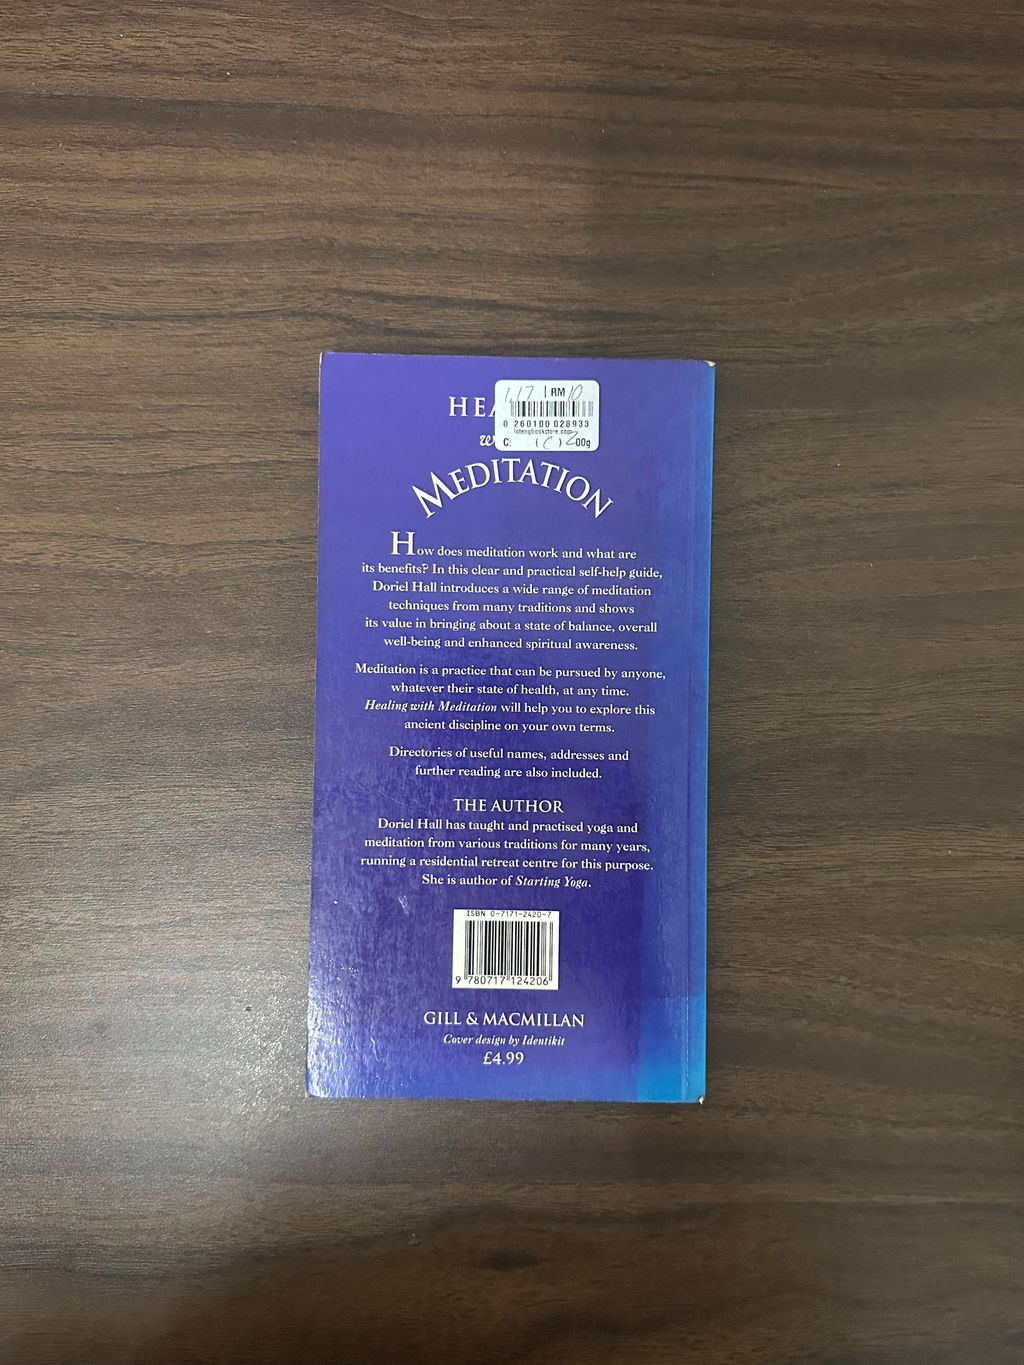 HEA
w
MEDITATION
1,17 | RM 10
0 260100 028933
C: ( C ) 200g
How does meditation work and what are
its benefits? In this clear and practical self-help guide,
Doriel Hall introduces a wide range of meditation
techniques from many traditions and shows
its value in bringing about a state of balance, overall
well-being and enhanced spiritual awareness.
Meditation is a practice that can be pursued by anyone,
whatever their state of health, at any time.
Healing with Meditation will help you to explore this
ancient discipline on your own terms.
Directories of useful names, addresses and
further reading are also included.
THE AUTHOR
Doriel Hall has taught and practised yoga and
meditation from various traditions for many years,
running a residential retreat centre for this purpose.
She is author of Starting Yoga.
ISBN 0-7171-2420-7
9 780717 124206
GILL & MACMILLAN
Cover design by Identikit
£4.99